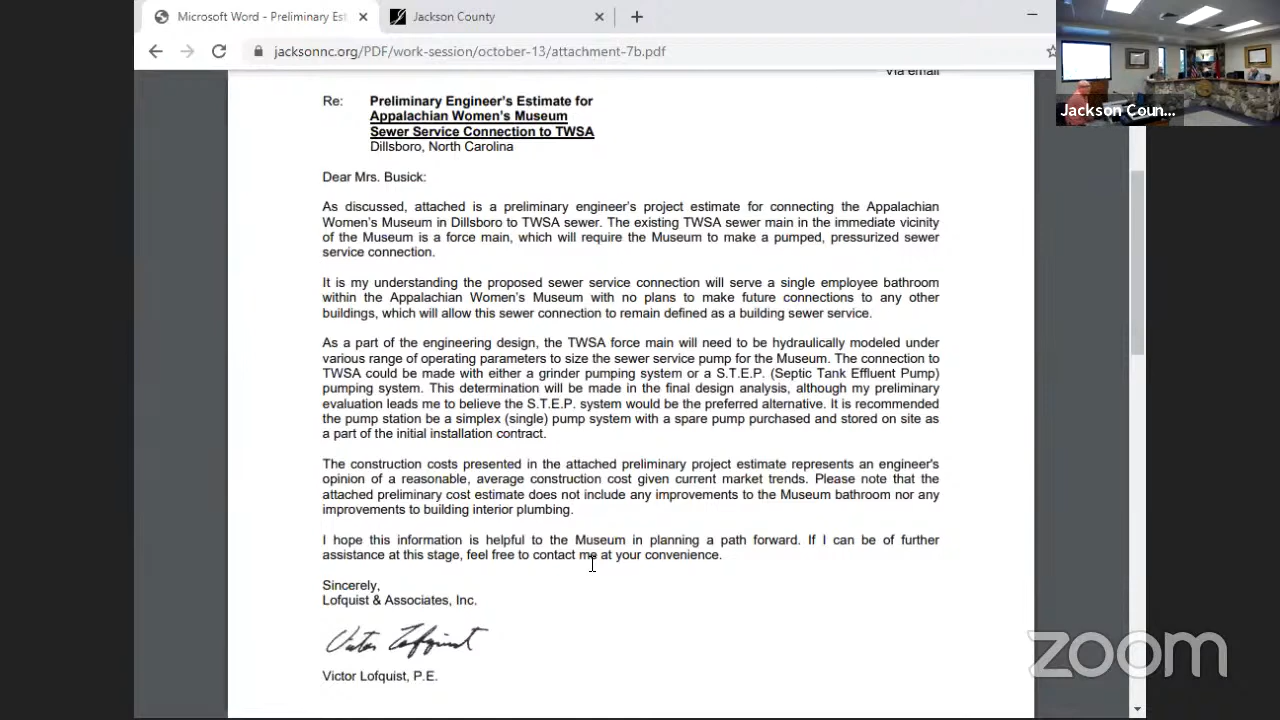 Microsoft Word - Preliminary Est
Jackson County
jacksonnc.org/PDF/work-session/october-13/attachment-7b.pdf
Jackson Coun...
Via email
Re: Preliminary Engineer's Estimate for
Appalachian Women's Museum
Sewer Service Connection to TWSA
Dillsboro, North Carolina
Dear Mrs. Busick:
As discussed, attached is a preliminary engineer's project estimate for connecting the Appalachian
Women's Museum in Dillsboro to TWSA sewer. The existing TWSA sewer main in the immediate vicinity
of the Museum is a force main, which will require the Museum to make a pumped, pressurized sewer
service connection.
It is my understanding the proposed sewer service connection will serve a single employee bathroom
within the Appalachian Women's Museum with no plans to make future connections to any other
buildings, which will allow this sewer connection to remain defined as a building sewer service.
As a part of the engineering design, the TWSA force main will need to be hydraulically modeled under
various range of operating parameters to size the sewer service pump for the Museum. The connection to
TWSA could be made with either a grinder pumping system or a S.T.E.P. (Septic Tank Effluent Pump)
pumping system. This determination will be made in the final design analysis, although my preliminary
evaluation leads me to believe the S.T.E.P. system would be the preferred alternative. It is recommended
the pump station be a simplex (single) pump system with a spare pump purchased and stored on site as
a part of the initial installation contract.
The construction costs presented in the attached preliminary project estimate represents an engineer's
opinion of a reasonable, average construction cost given current market trends. Please note that the
attached preliminary cost estimate does not include any improvements to the Museum bathroom nor any
improvements to building interior plumbing.
I hope this information is helpful to the Museum in planning a path forward. If I can be of further
assistance at this stage, feel free to contact me at your convenience.
Sincerely,
Lofquist & Associates, Inc.
Victor Lofquist
Victor Lofquist, P.E.
zoom